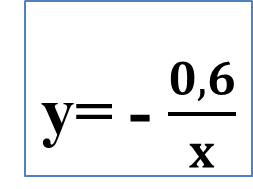 y= - 0,6/x